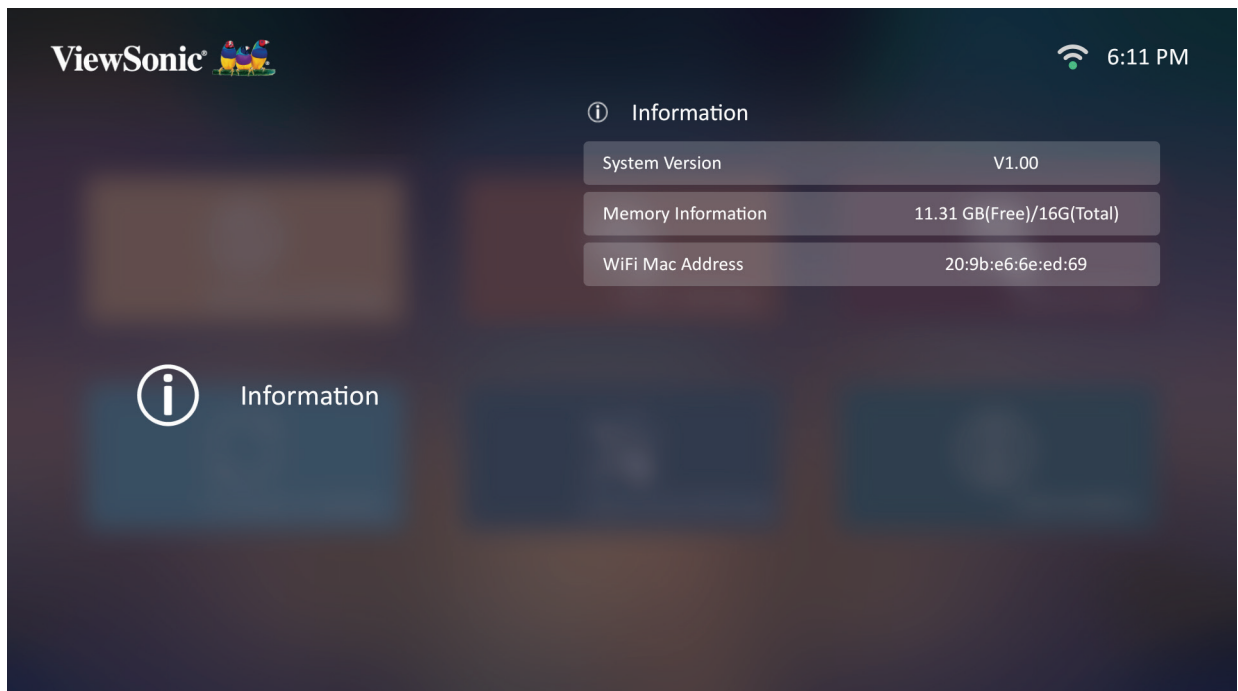 ViewSonic®
6:11 PM
Information
System Version V1.00
Memory Information 11.31 GB(Free)/16G(Total)
WiFi Mac Address 20:9b:e6:6e:ed:69
Information